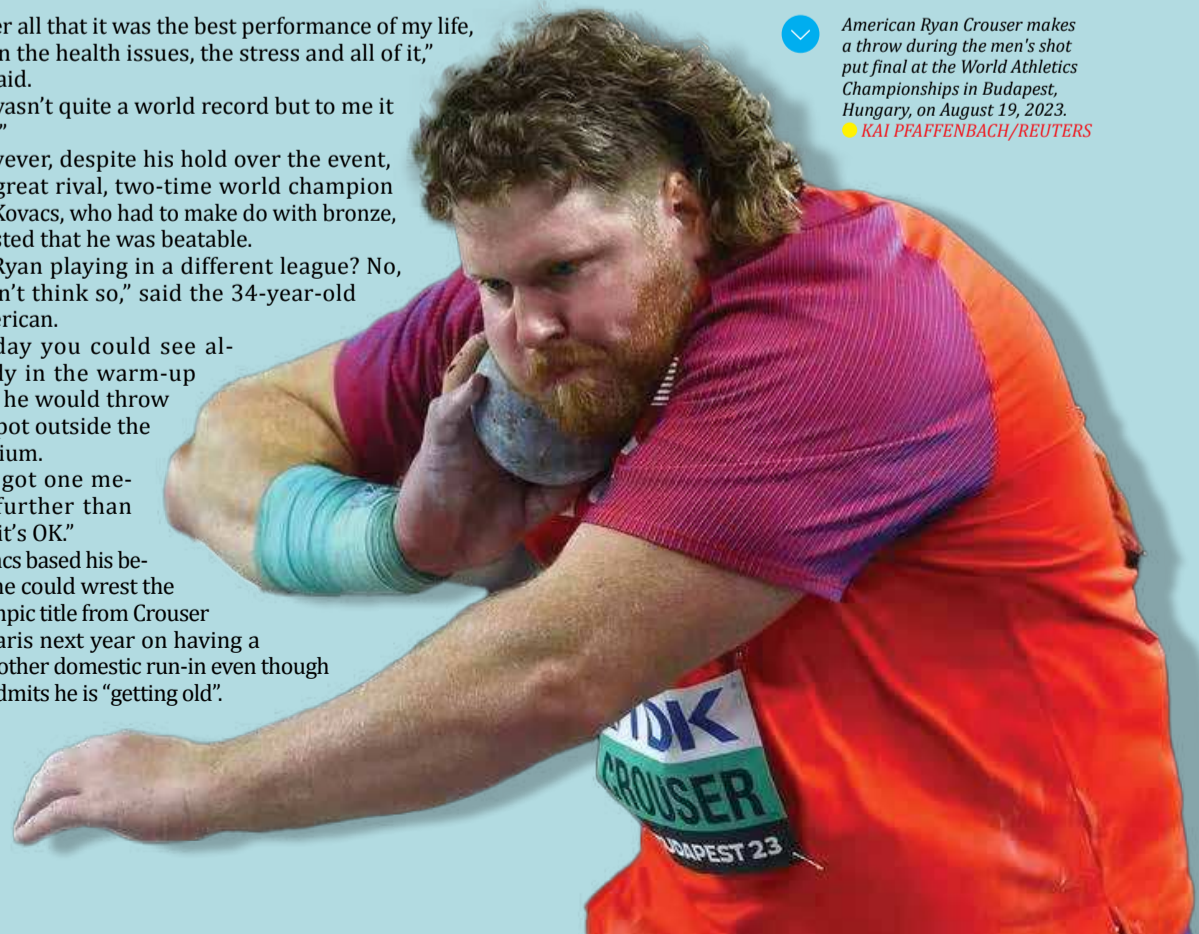 er all that it was the best performance of my life,
n the health issues, the stress and all of it,”
aid.
wasn’t quite a world record but to me it
”
vever, despite his hold over the event,
great rival, two-time world champion
Kovacs, who had to make do with bronze,
sted that he was beatable.
Ryan playing in a different league? No,
n’t think so,” said the 34-year-old
erican.
day you could see al-
ly in the warm-up
he would throw
pot outside the
ium.
got one me-
further than
it’s OK.”
acs based his be-
he could wrest the
mpic title from Crouser
aris next year on having a
other domestic run-in even though
dmits he is “getting old”.
American Ryan Crouser makes
a throw during the men's shot
put final at the World Athletics
Championships in Budapest,
Hungary, on August 19, 2023.
KAI PFAFFENBACH/REUTERS
TDK
CROUSER
BUDAPEST 23